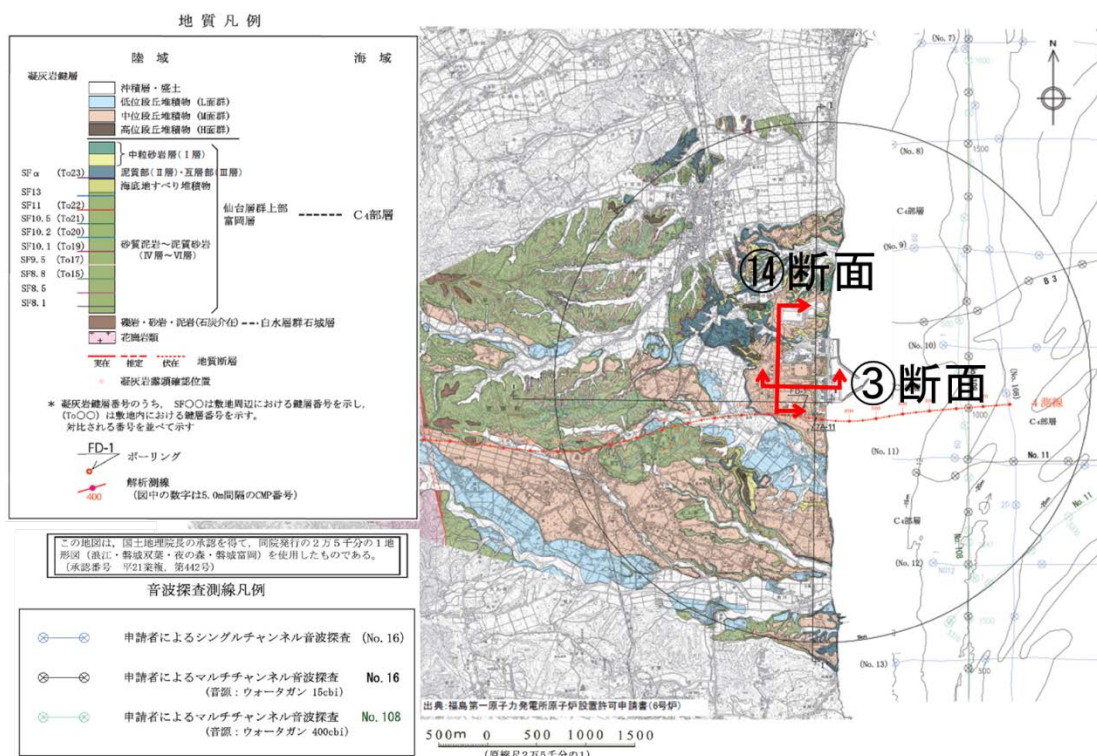 地質凡例
陸域
海域
凝灰岩鍵層
沖積層・盛土
低位段丘堆積物 (L面群)
中位段丘堆積物 (M面群)
高位段丘堆積物 (H面群)
中粒砂岩層(Ⅰ層)
SFα (To23)
泥質部(Ⅱ層)・互層部(Ⅲ層)
海底地すべり堆積物
SF13
SF11 (To22)
SF10.5 (To21)
SF10.2 (To20)
SF10.1 (To19)
SF9.5 (To17)
SF8.8 (To15)
SF8.5
SF8.1
仙台層群上部
富岡層
C4部層
砂質泥岩~泥質砂岩
(Ⅳ層~Ⅵ層)
礫岩・砂岩・泥岩(石炭介在)
白水層群石城層
花崗岩類
実在 推定 伏在
地質断層
凝灰岩露頭確認位置
* 凝灰岩鍵層番号のうち, SF○○は敷地周辺における鍵層番号を示し,
(To○○)は敷地内における鍵層番号を示す。
対比される番号を並べて示す
FD-1
ボーリング
400
解析測線
(図中の数字は5.0m間隔のCMP番号)
この地図は, 国土地理院長の承認を得て, 同院発行の2万5千分の1地
形図(浪江・磐城双葉・夜の森・磐城富岡)を使用したものである。
(承認番号 平21業複, 第442号)
音波探査測線凡例
申請者によるシングルチャンネル音波探査 (No.16)
申請者によるマルチチャンネル音波探査 No.16
(音源:ウォータガン 15cbi)
申請者によるマルチチャンネル音波探査 No.108
(音源:ウォータガン 400cbi)
(No.7)
N
1500
(No.8)
C4部層
(No.9)
⑭断面
B3
(No.10)
③断面
(No.108)
4測線
1000
C4部層
(No.11)
No.11
No.11
C4部層
No.108
(No.12)
(No.13)
500
出典:福島第一原子力発電所原子炉設置許可申請書(6号炉)
500m 0 500 1000 1500
(原縮尺2万5千分の1)